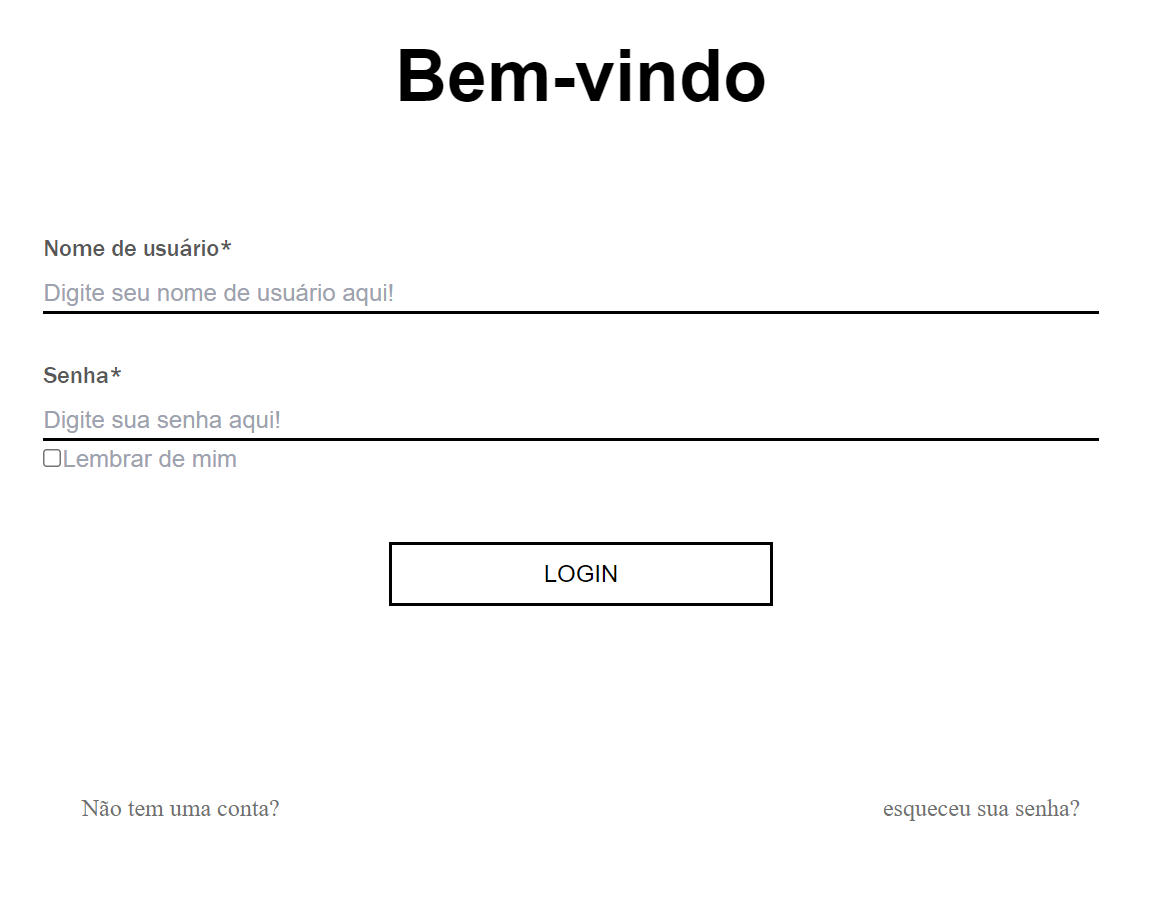 Bem-vindo
Nome de usuário*
Digite seu nome de usuário aqui!
Senha*
Digite sua senha aqui!
Lembrar de mim
LOGIN
Não tem uma conta?
esqueceu sua senha?